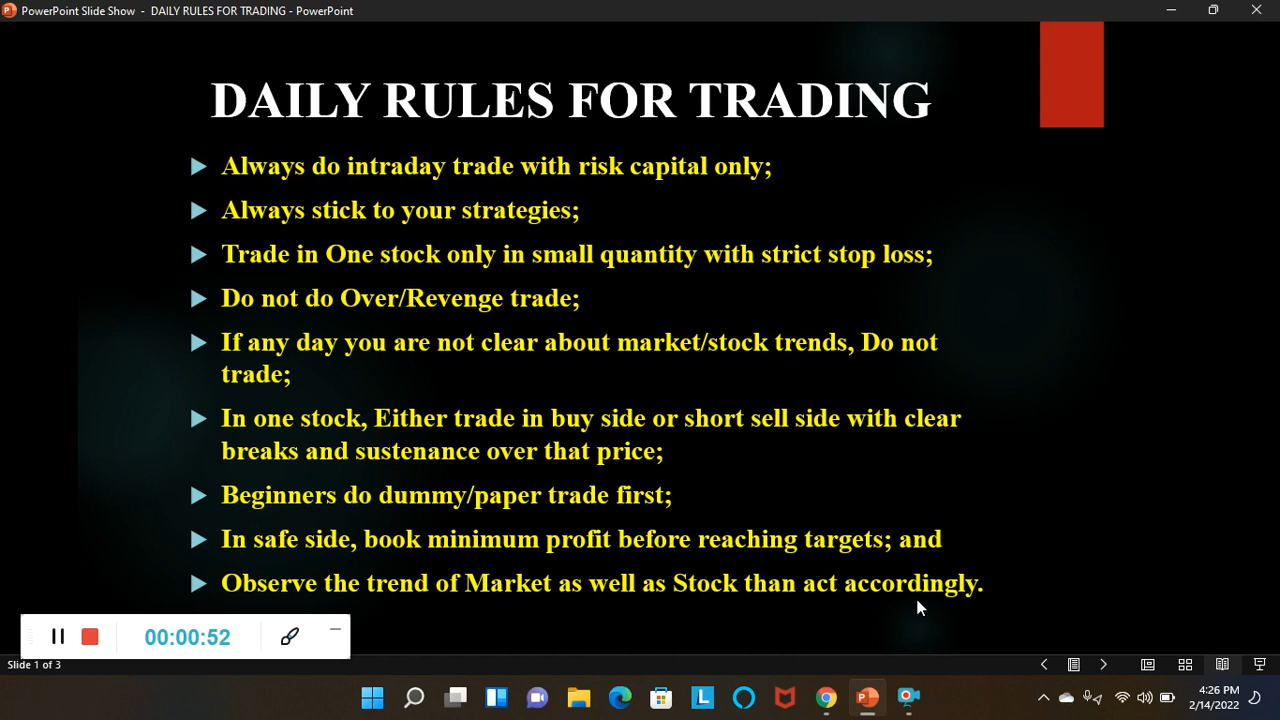 PowerPoint Slide Show - DAILY RULES FOR TRADING - PowerPoint
DAILY RULES FOR TRADING
Always do intraday trade with risk capital only;
Always stick to your strategies;
Trade in One stock only in small quantity with strict stop loss;
Do not do Over/Revenge trade;
If any day you are not clear about market/stock trends, Do not
trade;
In one stock, Either trade in buy side or short sell side with clear
breaks and sustenance over that price;
Beginners do dummy/paper trade first;
In safe side, book minimum profit before reaching targets; and
Observe the trend of Market as well as Stock than act accordingly.
00:00:52
Slide 1 of 3
L
4:26 PM
2/14/2022